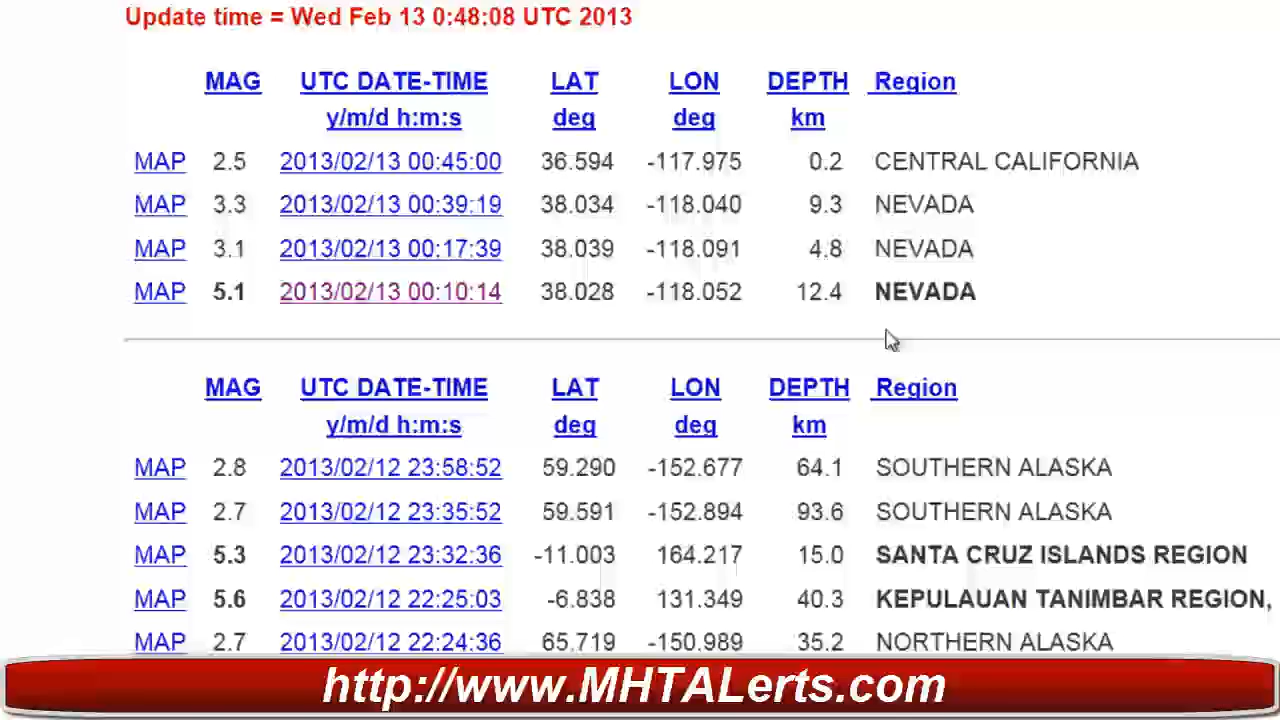 Update time = Wed Feb 13 0:48:08 UTC 2013
MAG UTC DATE-TIME LAT LON DEPTH Region
y/m/d h:m:s deg deg km
MAP 2.5 2013/02/13 00:45:00 36.594 -117.975 0.2 CENTRAL CALIFORNIA
MAP 3.3 2013/02/13 00:39:19 38.034 -118.040 9.3 NEVADA
MAP 3.1 2013/02/13 00:17:39 38.039 -118.091 4.8 NEVADA
MAP 5.1 2013/02/13 00:10:14 38.028 -118.052 12.4 NEVADA
MAG UTC DATE-TIME LAT LON DEPTH Region
y/m/d h:m:s deg deg km
MAP 2.8 2013/02/12 23:58:52 59.290 -152.677 64.1 SOUTHERN ALASKA
MAP 2.7 2013/02/12 23:35:52 59.591 -152.894 93.6 SOUTHERN ALASKA
MAP 5.3 2013/02/12 23:32:36 -11.003 164.217 15.0 SANTA CRUZ ISLANDS REGION
MAP 5.6 2013/02/12 22:25:03 -6.838 131.349 40.3 KEPULAUAN TANIMBAR REGION,
MAP 2.7 2013/02/12 22:24:36 65.719 -150.989 35.2 NORTHERN ALASKA
http://www.MHTALerts.com